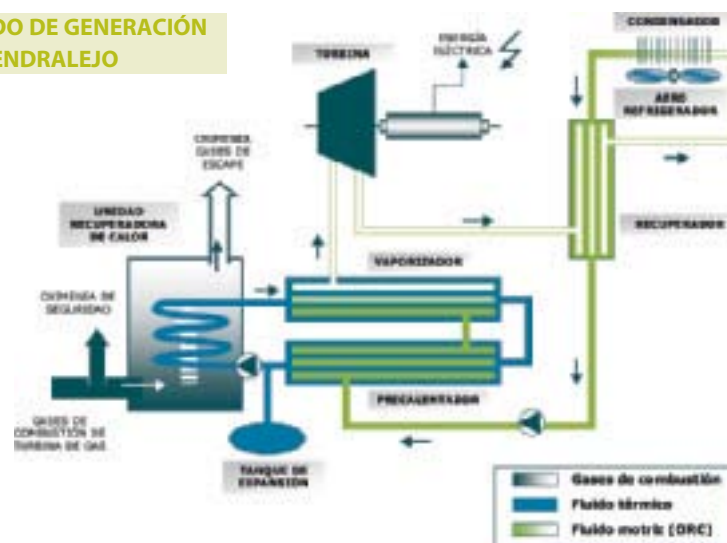 DO DE GENERACIÓN
ENDRALEJO
CONDENSADOR
TURBINA
ENERGÍA
ELÉCTRICA
AERO
REFRIGERADOR
CHIMENEA
GASES DE
ESCAPE
UNIDAD
RECUPERADORA
DE CALOR
RECUPERADOR
VAPORIZADOR
CHIMENEA DE
SEGURIDAD
PRECALENTADOR
GASES DE
COMBUSTIÓN DE
TURBINA DE GAS
TANQUE DE
EXPANSIÓN
Gases de combustión
Fluido térmico
Fluido motriz (ORC)